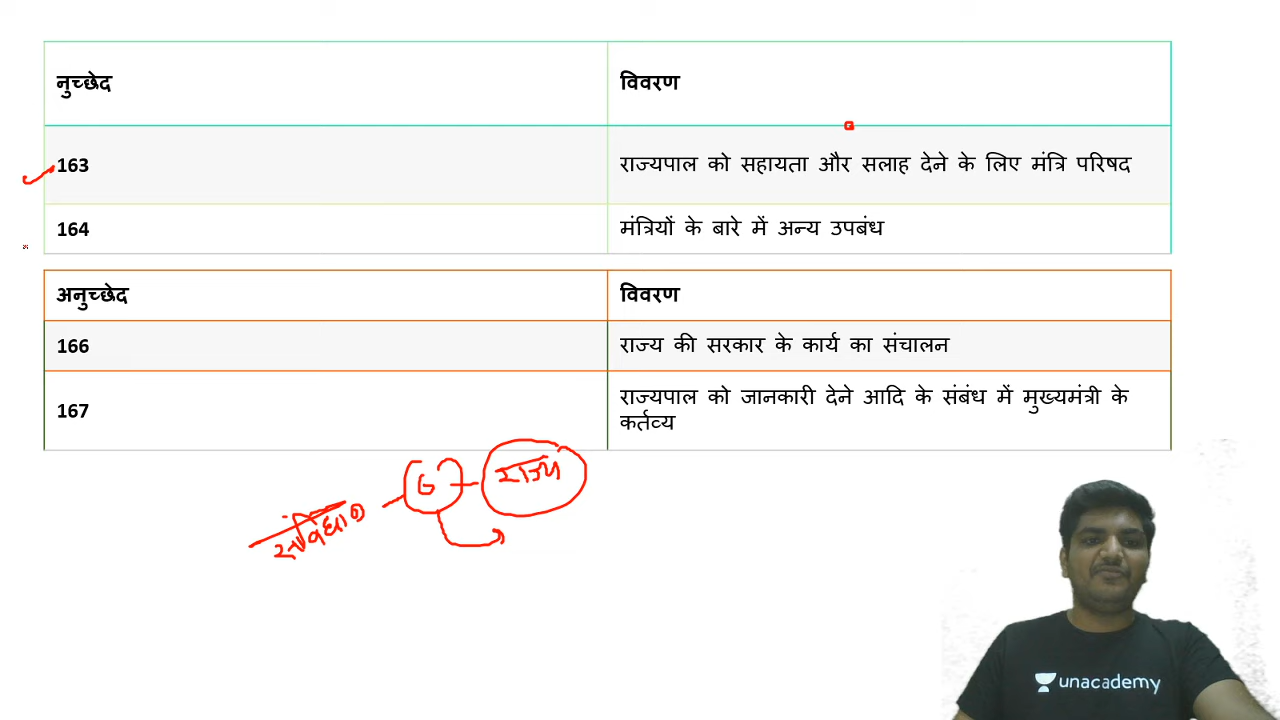 नुच्छेद विवरण
163 राज्यपाल को सहायता और सलाह देने के लिए मंत्रि परिषद
164 मंत्रियों के बारे में अन्य उपबंध
अनुच्छेद विवरण
166 राज्य की सरकार के कार्य का संचालन
167 राज्यपाल को जानकारी देने आदि के संबंध में मुख्यमंत्री के
कर्तव्य
राज्य
unacademy